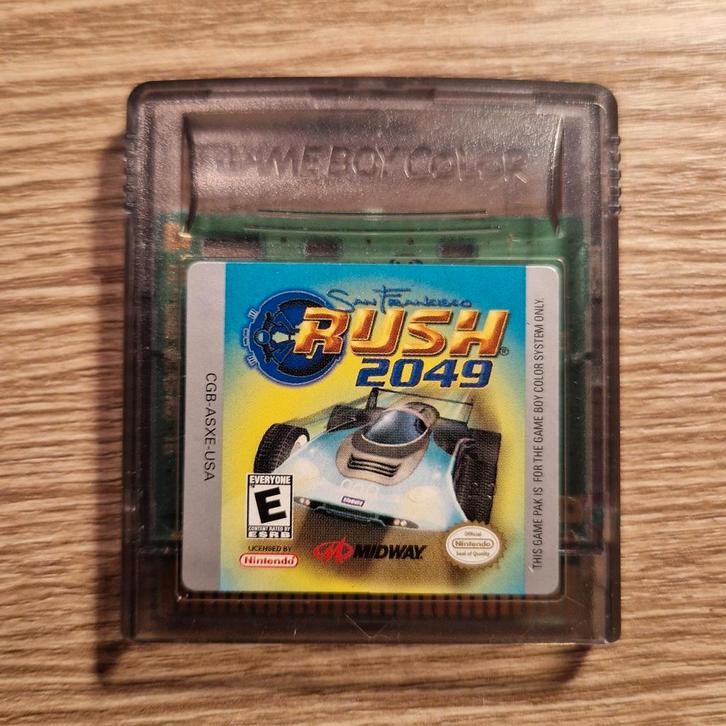 GAME BOY COLOR
San Francisco
RUSH®
2049
CGB-ASXE-USA
EVERYONE
E
CONTENT RATED BY
ESRB
LICENSED BY
Nintendo
MIDWAY
Official
Nintendo
Seal of Quality
THIS GAME PAK IS FOR THE GAME BOY COLOR SYSTEM ONLY.